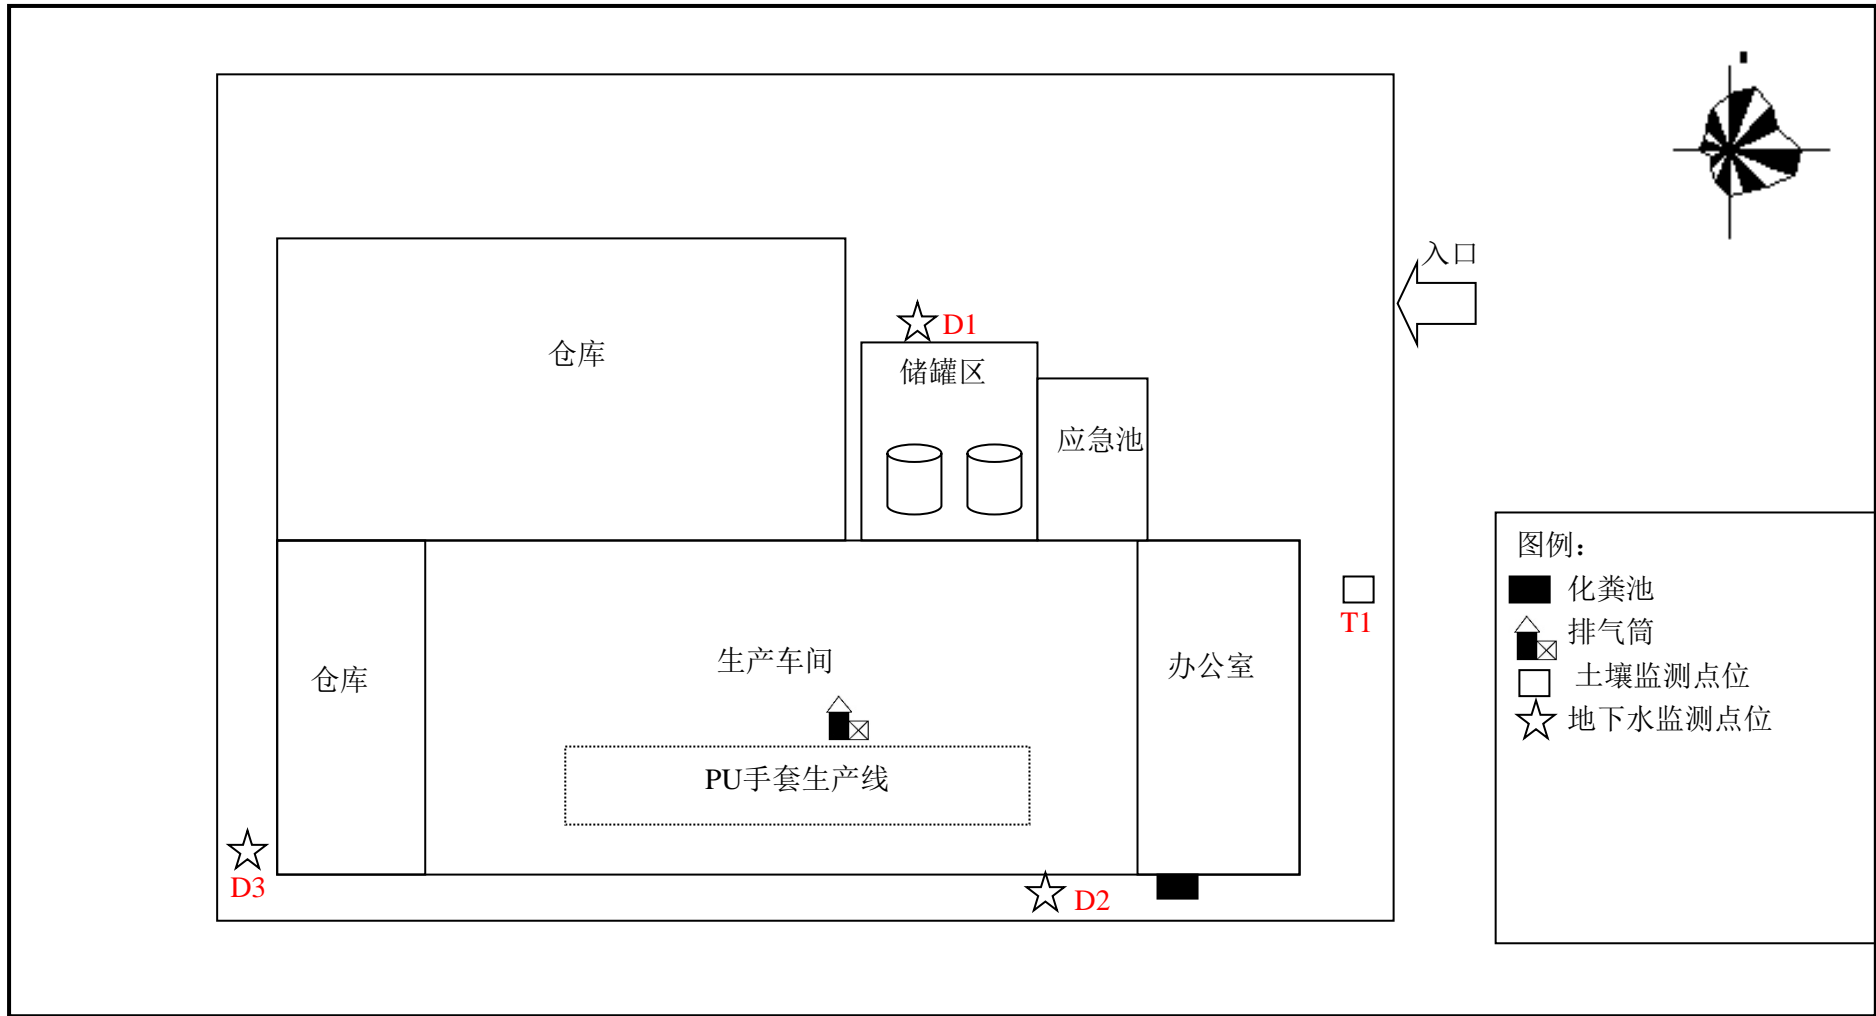 入口
D1
仓库
储罐区
应急池
图例：
化粪池
排气筒
土壤监测点位
地下水监测点位
T1
生产车间
办公室
仓库
PU手套生产线
D3
D2